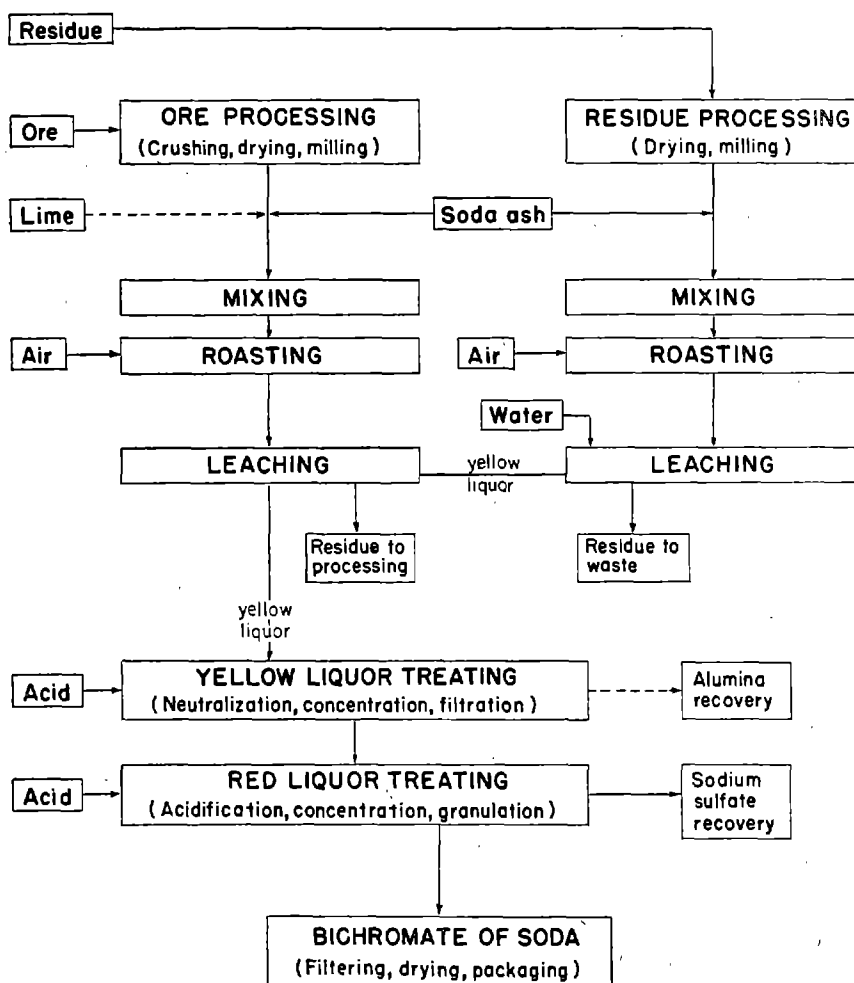 Residue
ORE PROCESSING
(Crushing, drying, milling)
RESIDUE PROCESSING
(Drying, milling)
Ore
Lime
Soda ash
MIXING
MIXING
Air
ROASTING
Air
ROASTING
Water
LEACHING
yellow
liquor
LEACHING
Residue to
processing
Residue to
waste
yellow
liquor
Acid
YELLOW LIQUOR TREATING
(Neutralization, concentration, filtration)
Alumina
recovery
Acid
RED LIQUOR TREATING
(Acidification, concentration, granulation)
Sodium
sulfate
recovery
BICHROMATE OF SODA
(Filtering, drying, packaging)